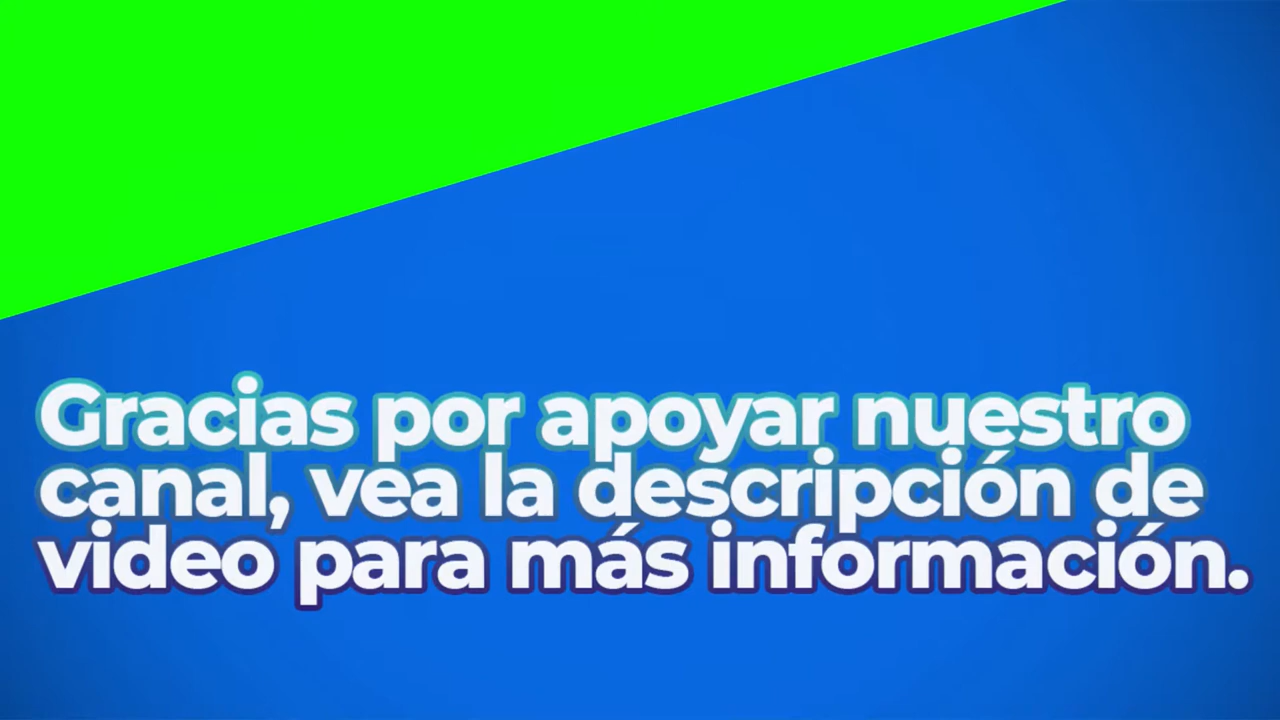 Gracias por apoyar nuestro
canal, vea la descripción de
video para más información.